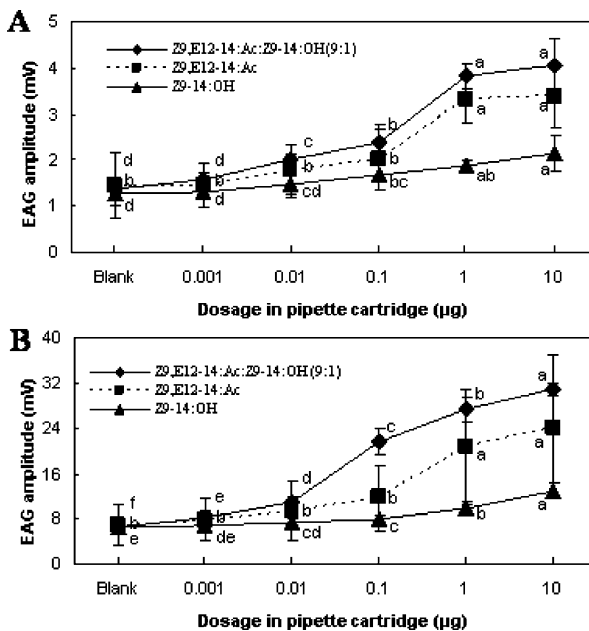 A
Z9,E12-14:Ac:Z9-14:OH(9:1)
Z9,E12-14:Ac
Z9-14:OH
EAG amplitude (mV)
5
4
3
2
1
0
d d c b a a
b b b b a a
d d cd bc ab a
Blank 0.001 0.01 0.1 1 10
Dosage in pipette cartridge (µg)
B
Z9,E12-14:Ac:Z9-14:OH(9:1)
Z9,E12-14:Ac
Z9-14:OH
EAG amplitude (mV)
40
32
24
16
8
0
f e d c b a
b b b b a a
e de cd c b a
Blank 0.001 0.01 0.1 1 10
Dosage in pipette cartridge (µg)